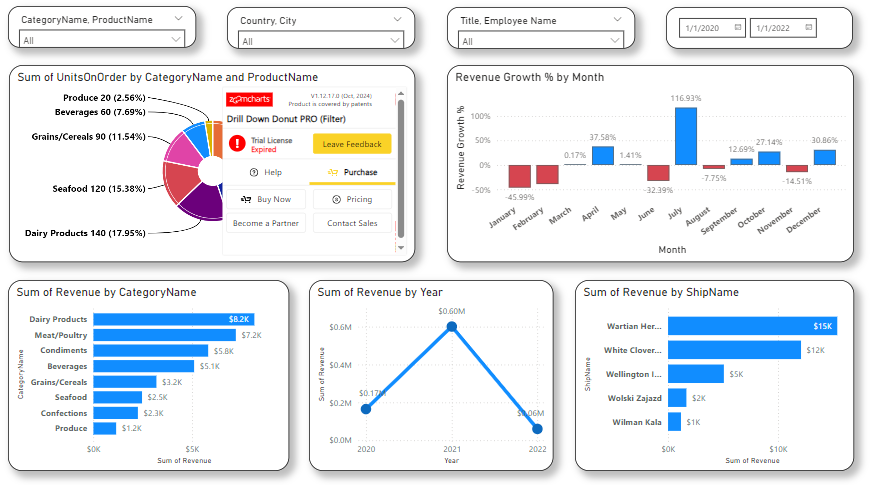 CategoryName, ProductName
All
Country, City
All
Title, Employee Name
All
1/1/2020
1/1/2022
Sum of UnitsOnOrder by CategoryName and ProductName
Produce 20 (2.56%)
Beverages 60 (7.69%)
Grains/Cereals 90 (11.54%)
Seafood 120 (15.38%)
Dairy Products 140 (17.95%)
zoomcharts
V1.12.17.0 (Oct, 2024)
Product is covered by patents
Drill Down Donut PRO (Filter)
Trial License
Expired
Leave Feedback
Help
Purchase
Buy Now
Pricing
Become a Partner
Contact Sales
Revenue Growth % by Month
Revenue Growth %
100%
50%
0%
-50%
-45.99%
0.17%
37.58%
1.41%
-32.39%
116.93%
-7.75%
12.69%
27.14%
-14.51%
30.86%
January
February
March
April
May
June
July
August
September
October
November
December
Month
Sum of Revenue by CategoryName
CategoryName
Dairy Products $8.2K
Meat/Poultry $7.2K
Condiments $5.8K
Beverages $5.1K
Grains/Cereals $3.2K
Seafood $2.5K
Confections $2.3K
Produce $1.2K
$0K $5K
Sum of Revenue
Sum of Revenue by Year
Sum of Revenue
$0.6M
$0.4M
$0.2M
$0.0M
$0.17M
$0.60M
$0.06M
2020 2021 2022
Year
Sum of Revenue by ShipName
ShipName
Wartian Her... $15K
White Clover... $12K
Wellington I... $5K
Wolski Zajazd $2K
Wilman Kala $1K
$0K $10K
Sum of Revenue